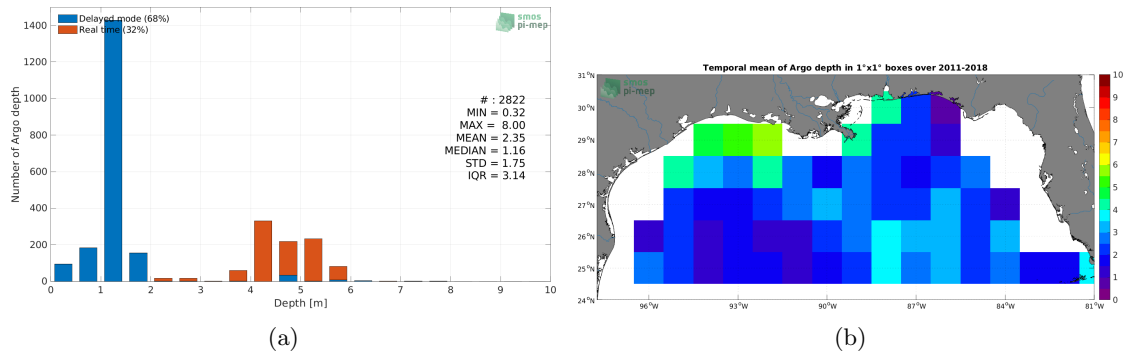 1400
1200
1000
800
600
400
200
0
Number of Argo depth
0 1 2 3 4 5 6 7 8 9 10
Depth [m]
Delayed mode (68%)
Real time (32%)
smos
pi-mep
# : 2822
MIN = 0.32
MAX = 8.00
MEAN = 2.35
MEDIAN = 1.16
STD = 1.75
IQR = 3.14
(a)
Temporal mean of Argo depth in 1°x1° boxes over 2011-2018
smos
pi-mep
31°N
30°N
29°N
28°N
27°N
26°N
25°N
24°N
96°W 93°W 90°W 87°W 84°W 81°W
10
9
8
7
6
5
4
3
2
1
0
(b)